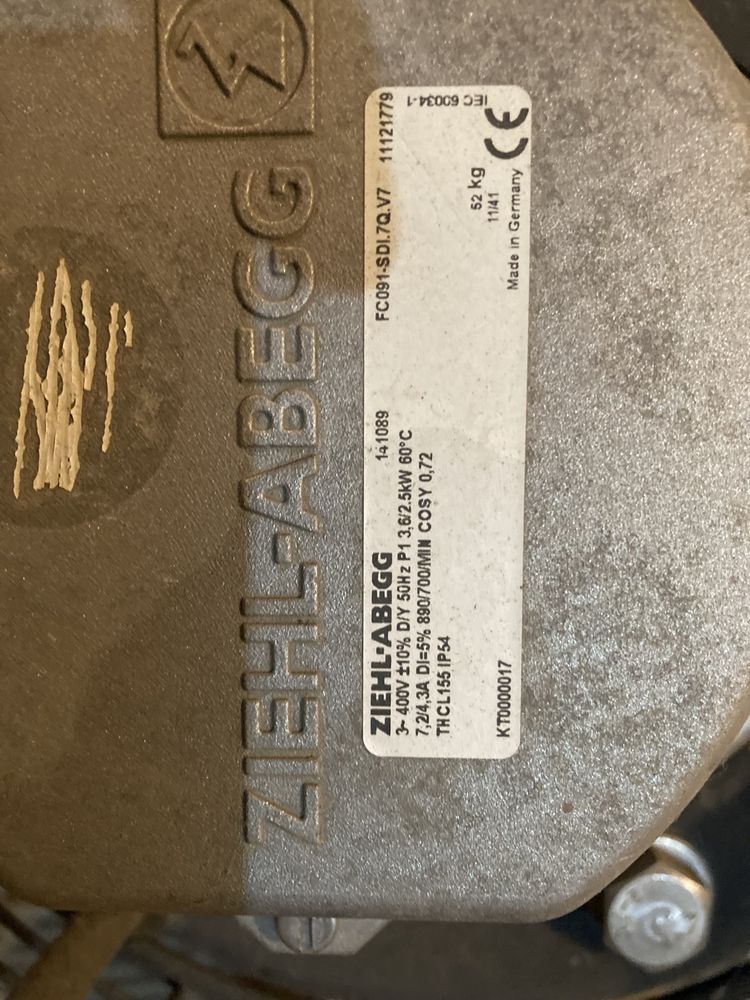 ZIEHL-ABEGG
ZIEHL-ABEGG 141089 FC091-SDI.7Q.V7 11121779
3~ 400V ±10% D/Y 50Hz P1 3,6/2.5kW 60°C IEC 60034-1
7,2/4,3A DI=5% 890/700/MIN COSY 0,72
THCL155 IP54
52 kg
11/41
KT0000017 Made in Germany CE